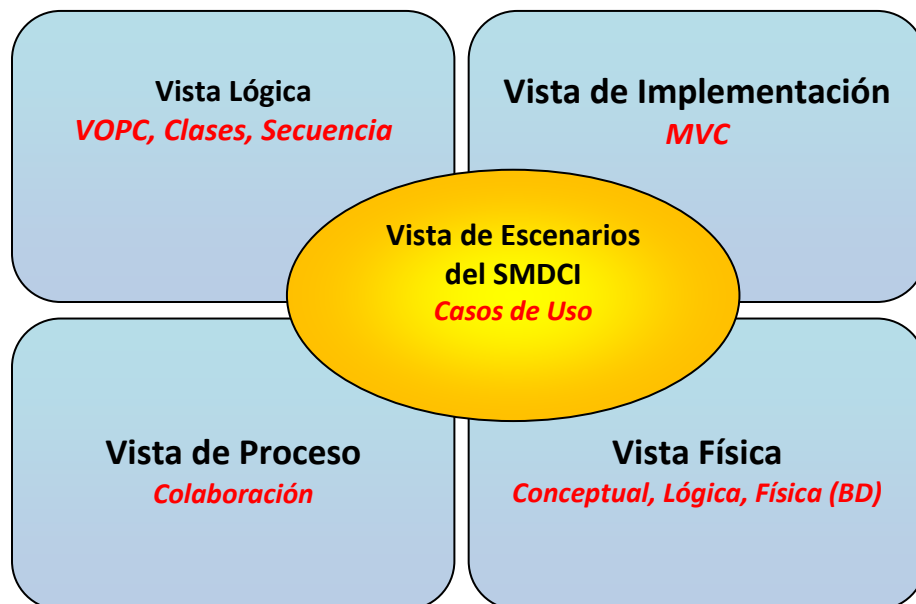 Vista Lógica
VOPC, Clases, Secuencia
Vista de Implementación
MVC
Vista de Escenarios
del SMDCI
Casos de Uso
Vista de Proceso
Colaboración
Vista Física
Conceptual, Lógica, Física (BD)